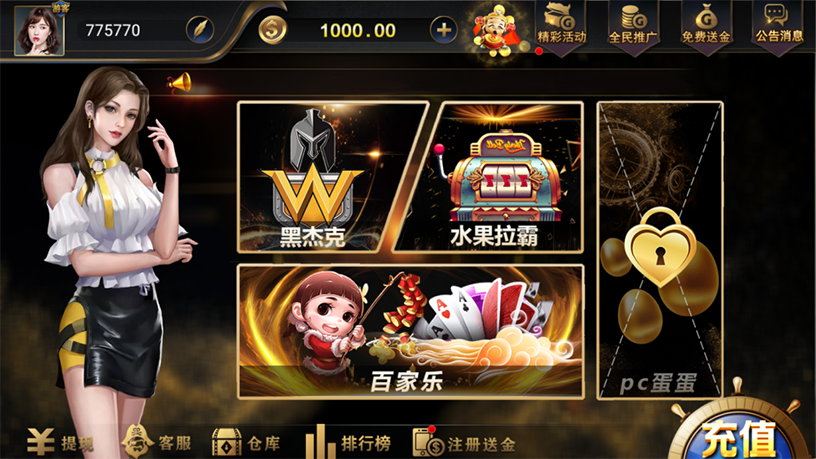 游客
775770
1000.00
精彩活动
全民推广
免费送金
公告消息
黑杰克
水果拉霸
777
百家乐
pc蛋蛋
提现
客服
仓库
排行榜
注册送金
充值